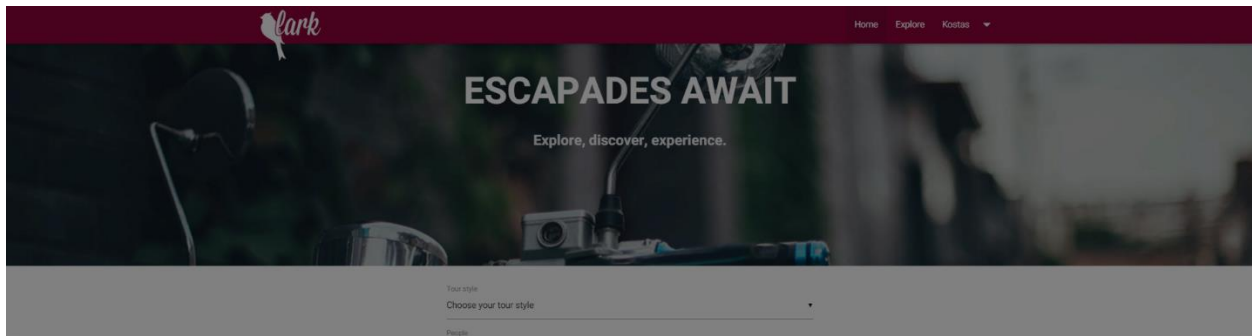 Lark
Home Explore Kostas
ESCAPADES AWAIT
Explore, discover, experience.
Tour style
Choose your tour style
People